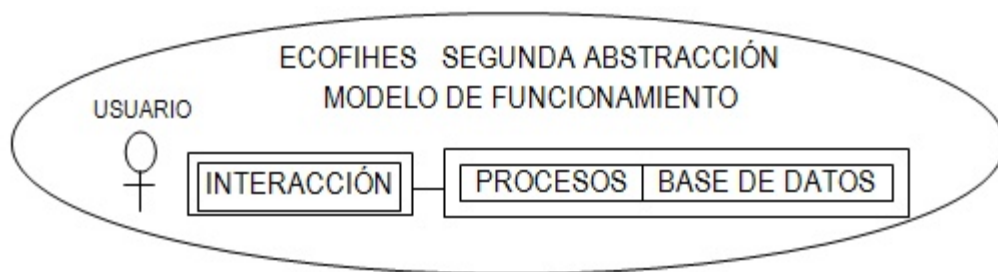 ECOFIHES SEGUNDA ABSTRACCIÓN
MODELO DE FUNCIONAMIENTO
USUARIO
INTERACCIÓN
PROCESOS
BASE DE DATOS